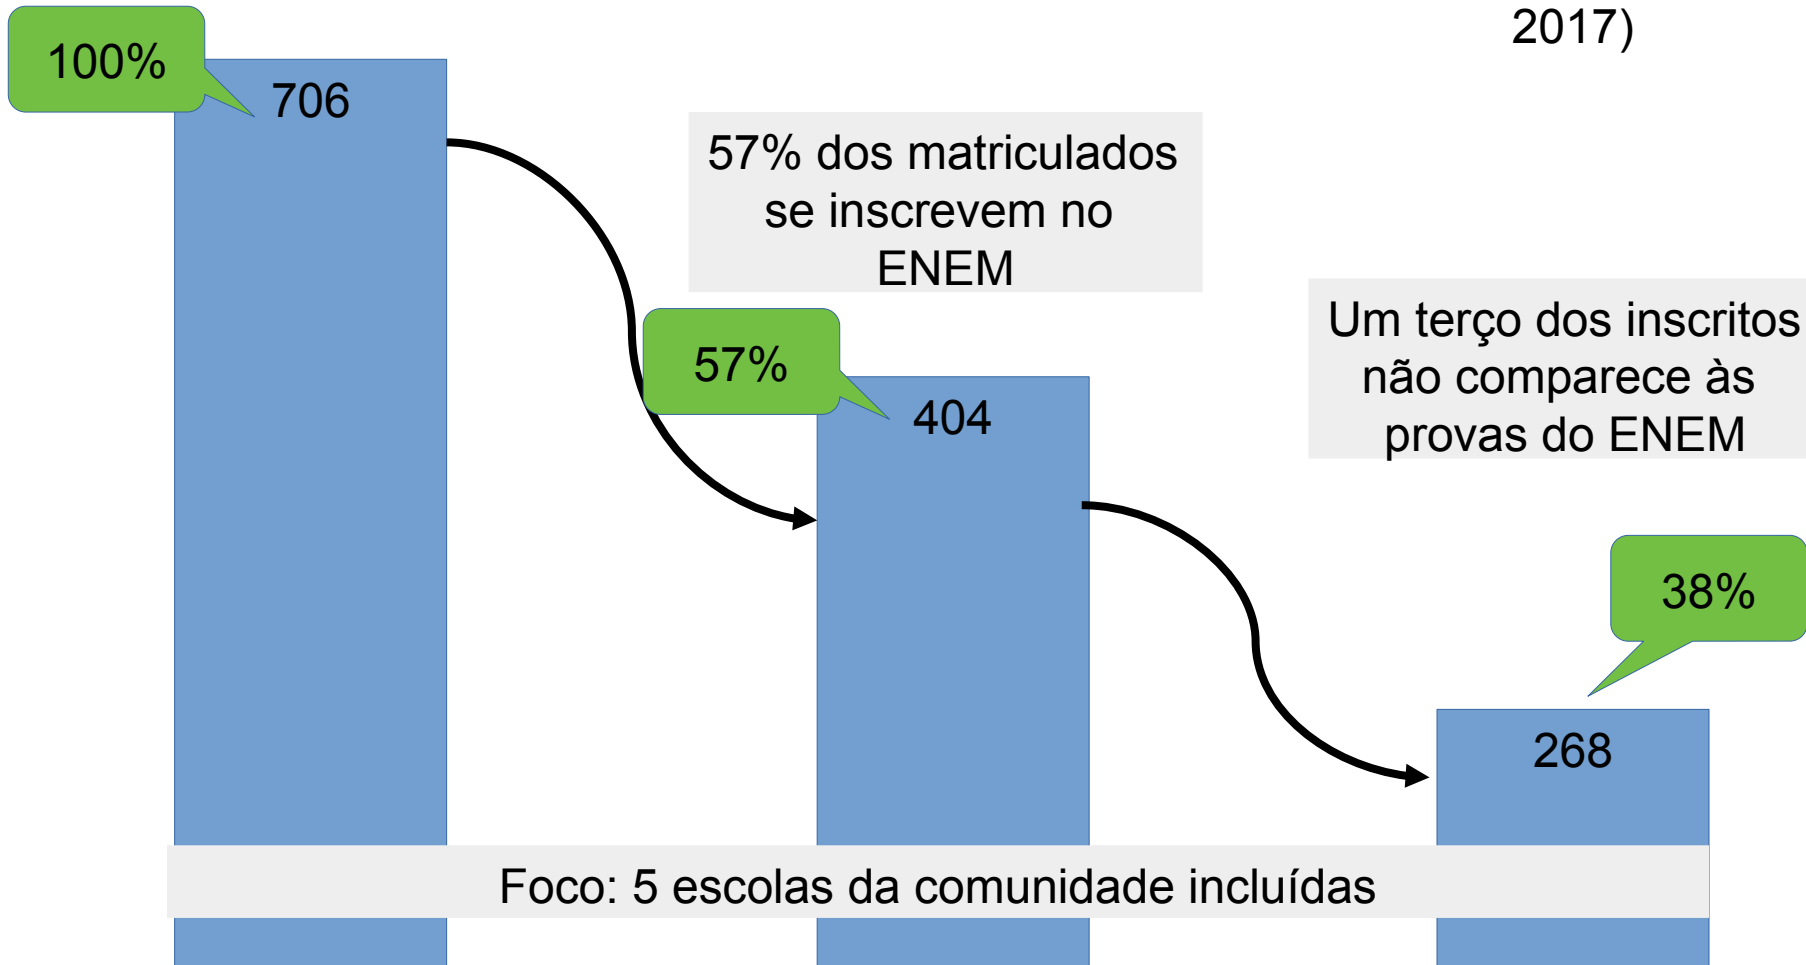 2017)
100%
706
57% dos matriculados
se inscrevem no
ENEM
Um terço dos inscritos
não comparece às
provas do ENEM
57%
404
38%
268
Foco: 5 escolas da comunidade incluídas